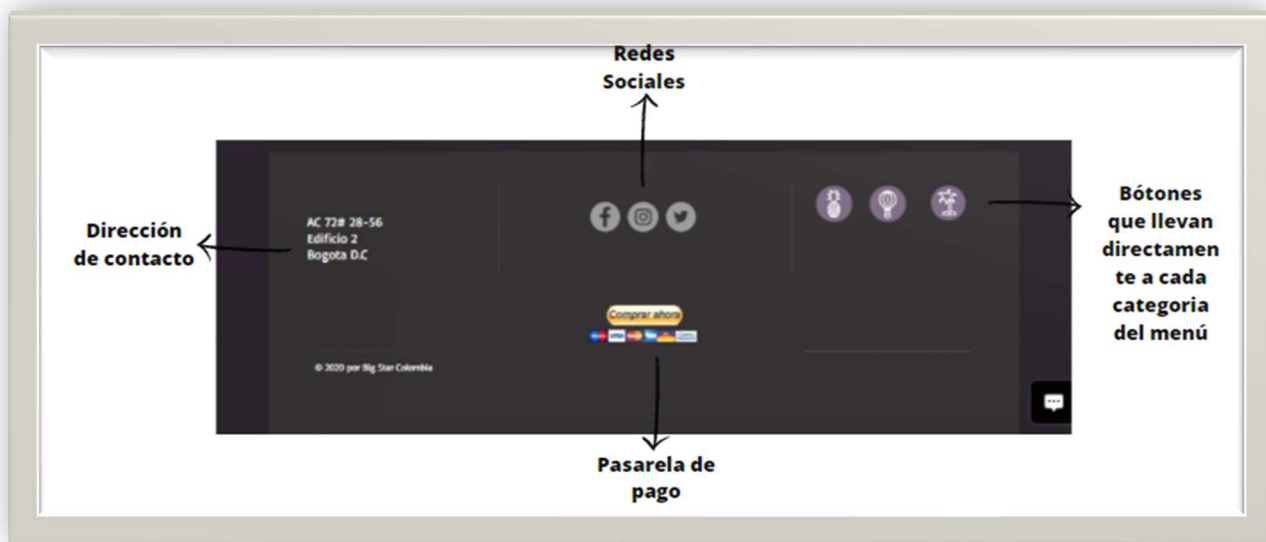 Redes
Sociales
Dirección
de contacto
AC 72# 28-56
Edificio 2
Bogota D.C
Bótones
que llevan
directamen
te a cada
categoria
del menú
Comprar ahora
VISA
© 2020 por Big Star Colombia
Pasarela de
pago